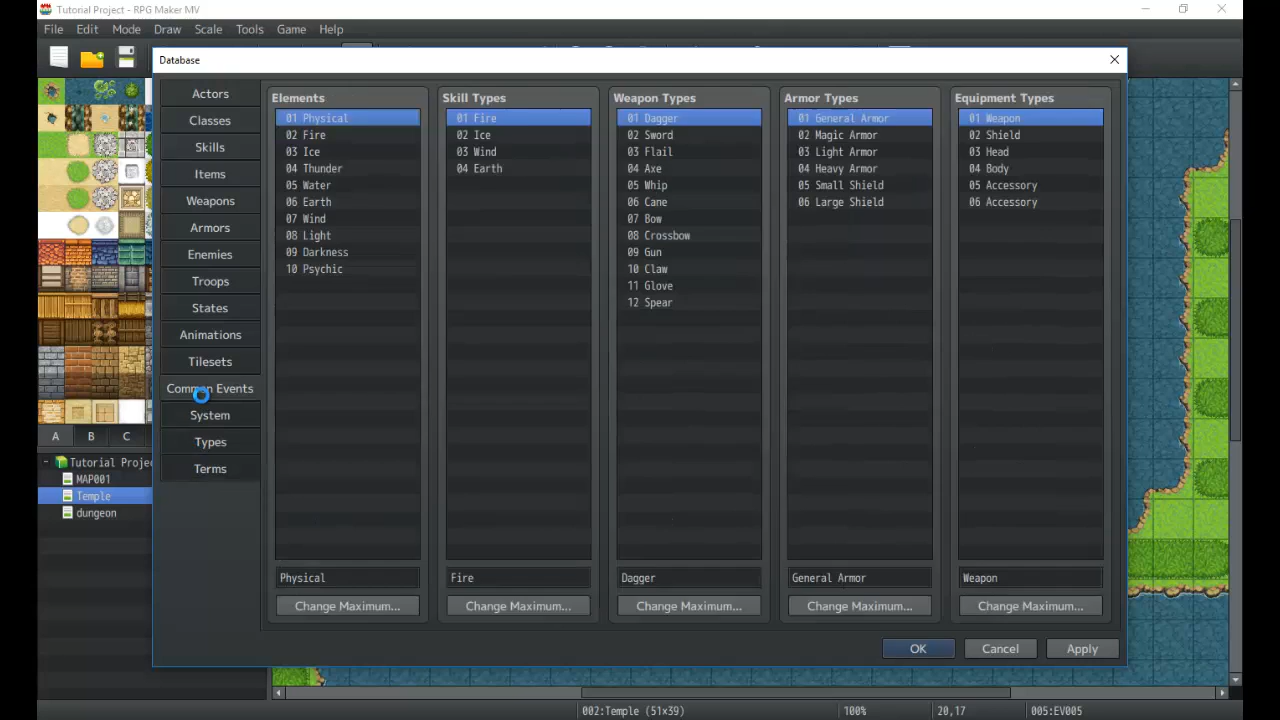 Tutorial Project - RPG Maker MV
File Edit Mode Draw Scale Tools Game Help
Database
Actors
Classes
Skills
Items
Weapons
Armors
Enemies
Troops
States
Animations
Tilesets
Common Events
System
Types
Terms
Elements
01 Physical
02 Fire
03 Ice
04 Thunder
05 Water
06 Earth
07 Wind
08 Light
09 Darkness
10 Psychic
Physical
Change Maximum...
Skill Types
01 Fire
02 Ice
03 Wind
04 Earth
Fire
Change Maximum...
Weapon Types
01 Dagger
02 Sword
03 Flail
04 Axe
05 Whip
06 Cane
07 Bow
08 Crossbow
09 Gun
10 Claw
11 Glove
12 Spear
Dagger
Change Maximum...
Armor Types
01 General Armor
02 Magic Armor
03 Light Armor
04 Heavy Armor
05 Small Shield
06 Large Shield
General Armor
Change Maximum...
Equipment Types
01 Weapon
02 Shield
03 Head
04 Body
05 Accessory
06 Accessory
Weapon
Change Maximum...
OK Cancel Apply
A B C
Tutorial Projec
MAP001
Temple
dungeon
002:Temple (51x39) 100% 20,17 005:EV005